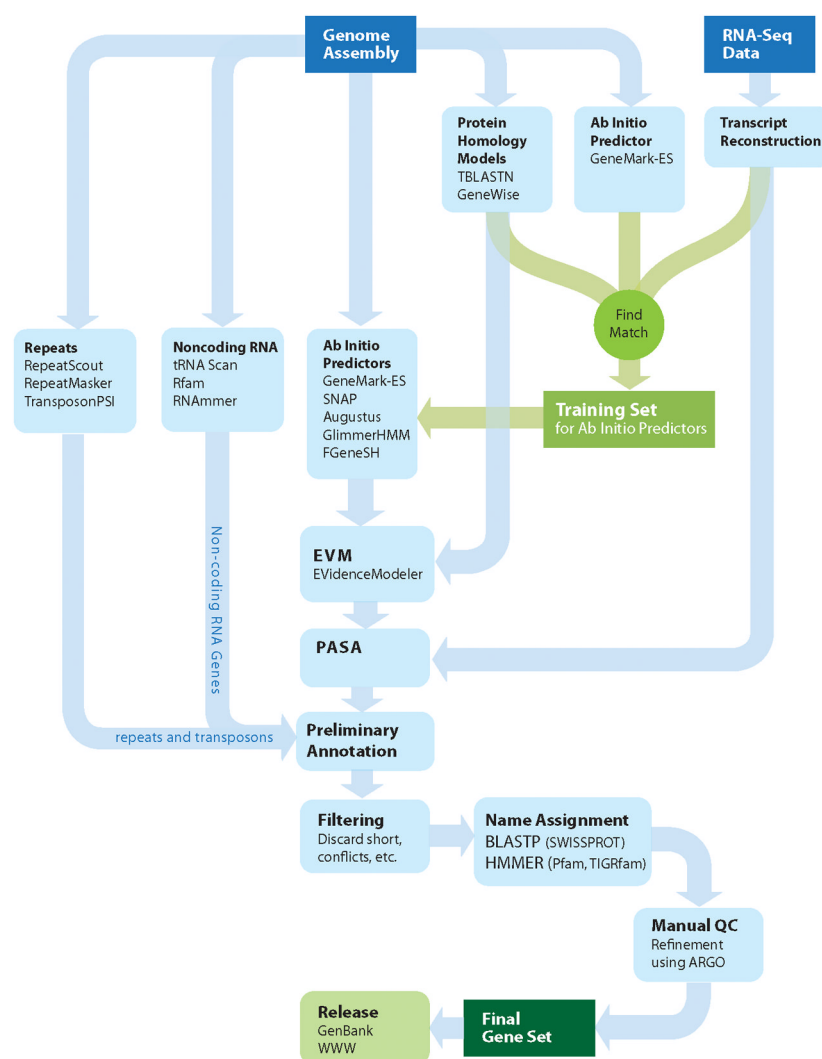 Genome
Assembly
RNA-Seq
Data
Protein
Homology
Models
TBLASTN
GeneWise
Ab Initio
Predictor
GeneMark-ES
Transcript
Reconstruction
Find
Match
Repeats
RepeatScout
RepeatMasker
TransposonPSI
Noncoding RNA
tRNA Scan
Rfam
RNAmmer
Ab Initio
Predictors
GeneMark-ES
SNAP
Augustus
GlimmerHMM
FGeneSH
Training Set
for Ab Initio Predictors
Non-coding RNA Genes
EVM
EVidenceModeler
PASA
repeats and transposons
Preliminary
Annotation
Filtering
Discard short,
conflicts, etc.
Name Assignment
BLASTP (SWISSPROT)
HMMER (Pfam, TIGRfam)
Manual QC
Refinement
using ARGO
Release
GenBank
WWW
Final
Gene Set